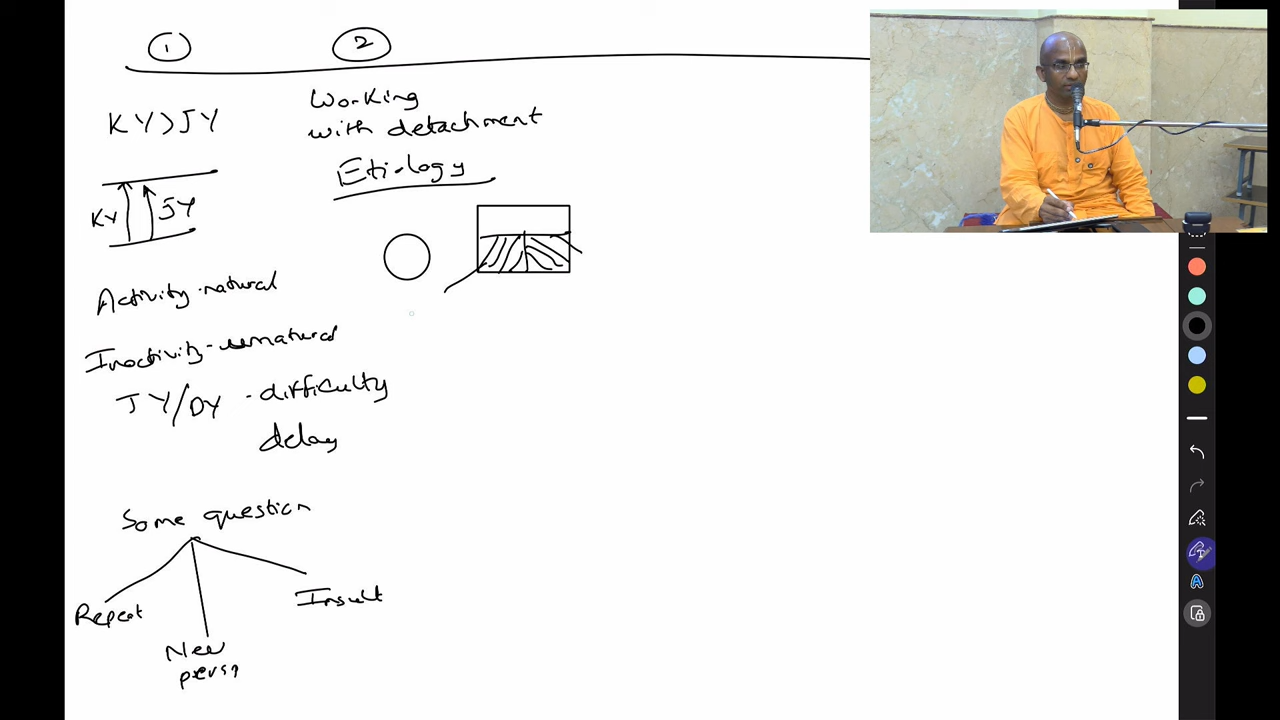 1
2
KY>JY
Working
with detachment
Etiology
KY JY
Activity - natural
Inactivity - unnatural
JY/DY - difficulty
delay
Some question
Repeat
New
person
Insult
A